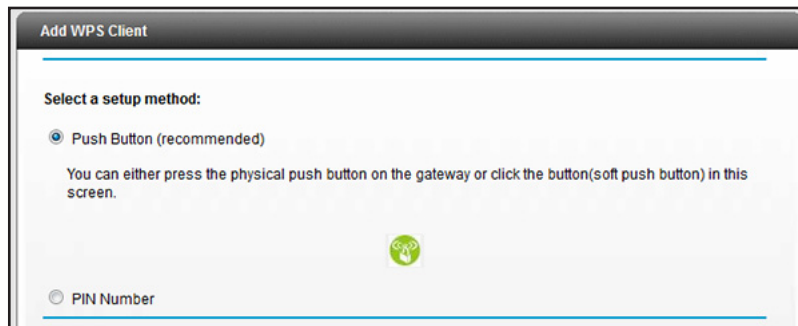 Add WPS Client
Select a setup method:
Push Button (recommended)
You can either press the physical push button on the gateway or click the button(soft push button) in this
screen.
PIN Number